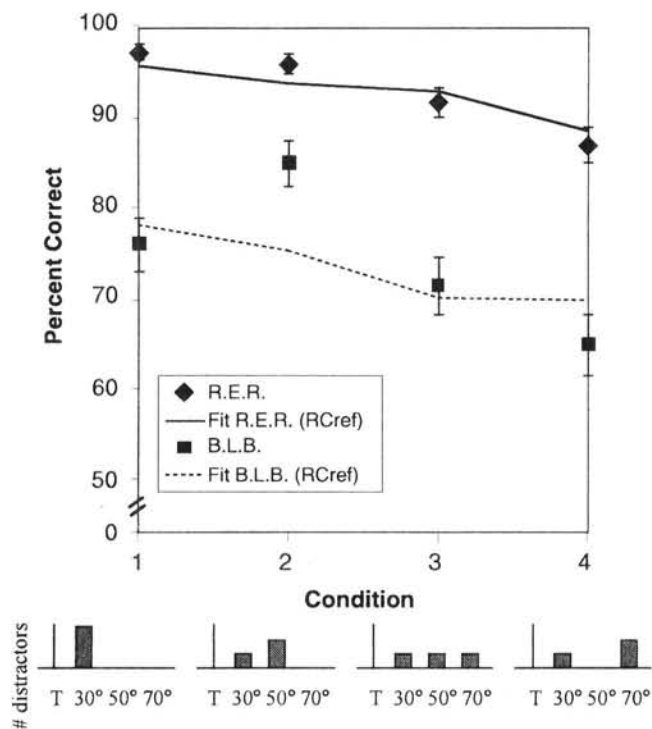 100
90
80
70
60
50
0
Percent Correct
R.E.R.
Fit R.E.R. (RCref)
B.L.B.
Fit B.L.B. (RCref)
1 2 3 4
Condition
# distractors
T 30° 50° 70° T 30° 50° 70° T 30° 50° 70° T 30° 50° 70°